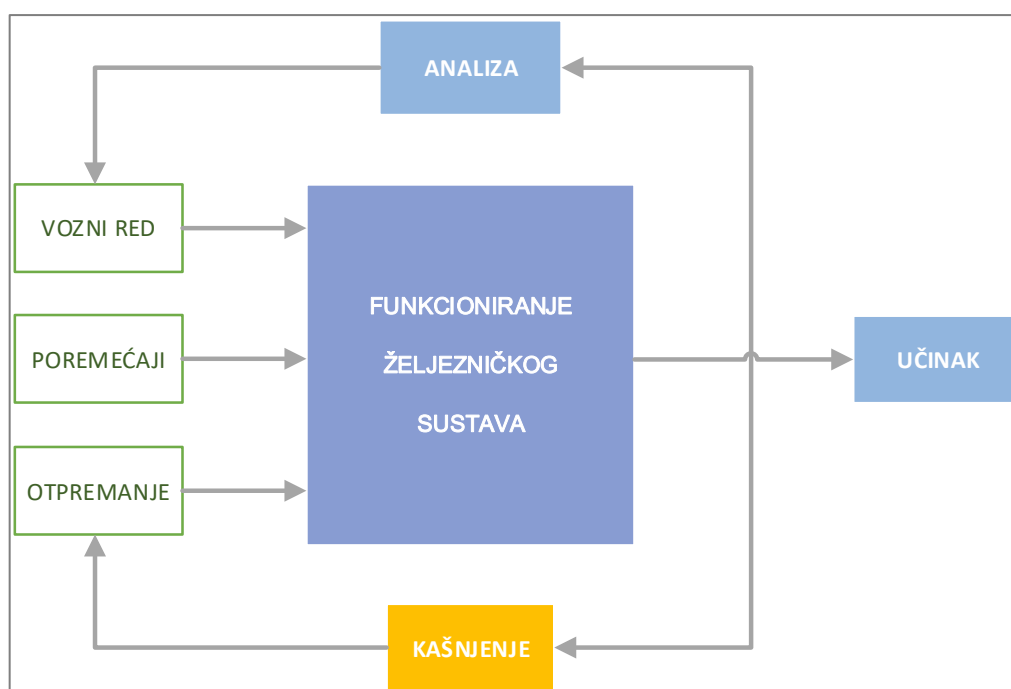 ANALIZA
VOZNI RED
POREMEĆAJI
OTPREMANJE
FUNKCIONIRANJE
ŽELJEZNIČKOG
SUSTAVA
UČINAK
KAŠNJENJE